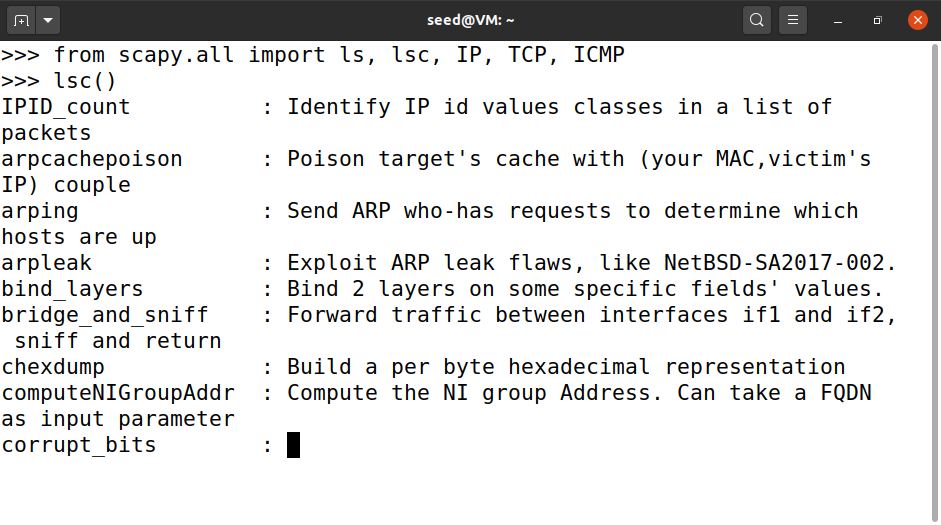 seed@VM: ~
>>> from scapy.all import ls, lsc, IP, TCP, ICMP
>>> lsc()
IPID_count          : Identify IP id values classes in a list of
packets
arpcachepoison      : Poison target's cache with (your MAC,victim's
IP) couple
arping              : Send ARP who-has requests to determine which
hosts are up
arpleak             : Exploit ARP leak flaws, like NetBSD-SA2017-002.
bind_layers         : Bind 2 layers on some specific fields' values.
bridge_and_sniff    : Forward traffic between interfaces if1 and if2,
 sniff and return
chexdump            : Build a per byte hexadecimal representation
computeNIGroupAddr  : Compute the NI group Address. Can take a FQDN
as input parameter
corrupt_bits        :